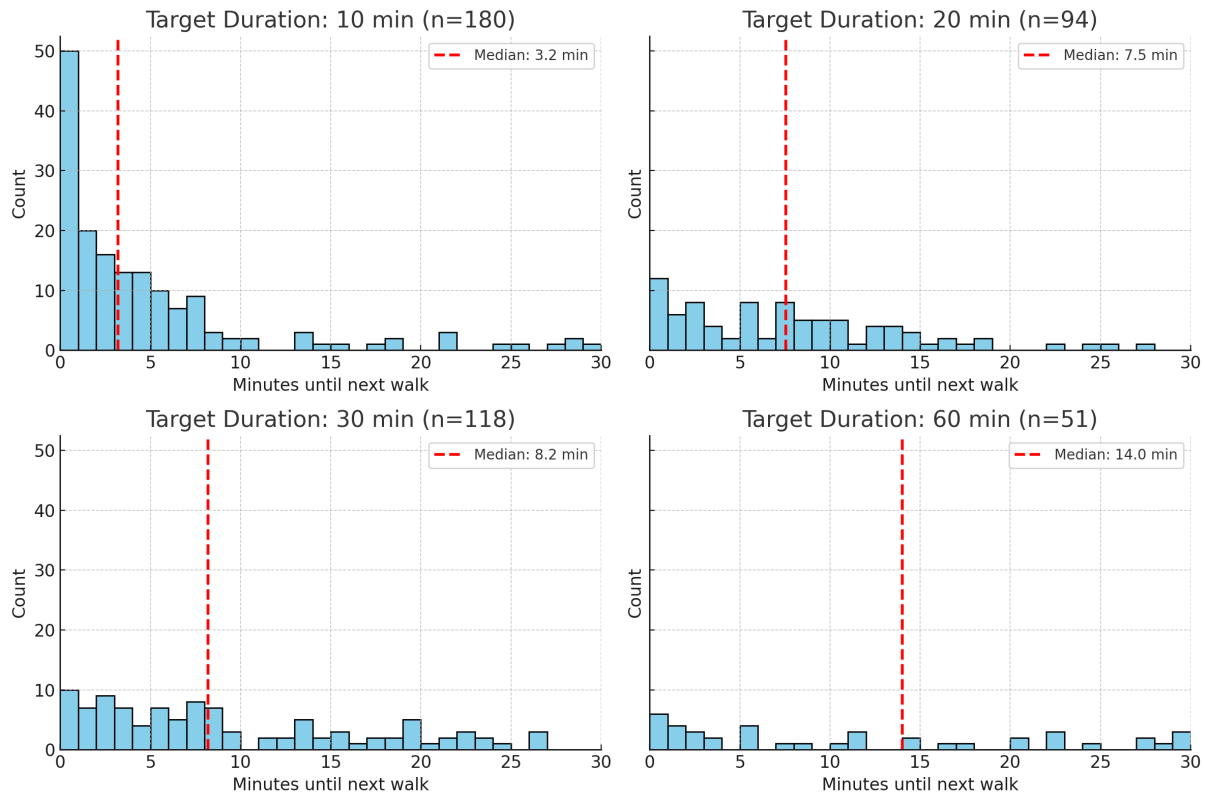 Target Duration: 10 min (n=180)
50
40
30
20
10
0
Count
Median: 3.2 min
0 5 10 15 20 25 30
Minutes until next walk
Target Duration: 20 min (n=94)
Count
Median: 7.5 min
0 5 10 15 20 25 30
Minutes until next walk
Target Duration: 30 min (n=118)
50
40
30
20
10
0
Count
Median: 8.2 min
0 5 10 15 20 25 30
Minutes until next walk
Target Duration: 60 min (n=51)
Count
Median: 14.0 min
0 5 10 15 20 25 30
Minutes until next walk